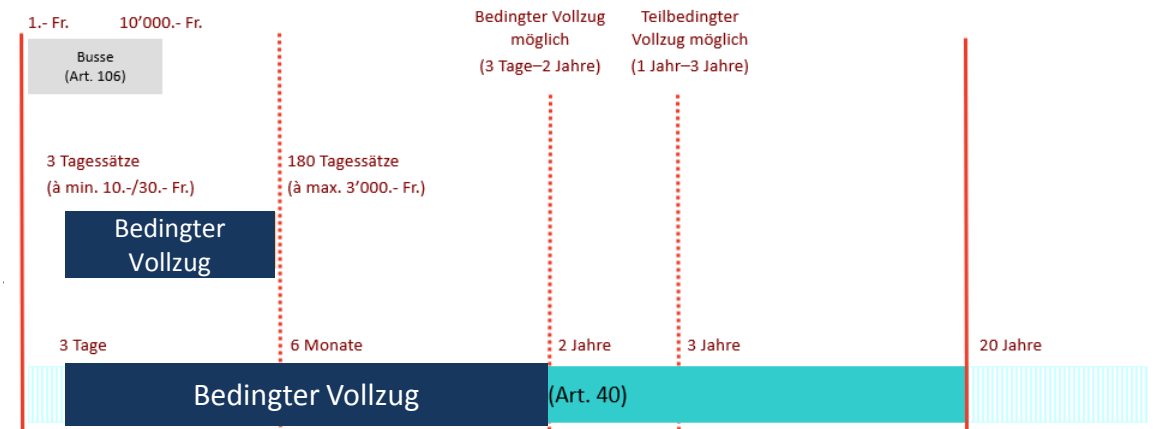 1.- Fr.
10’000.- Fr.
Bedingter Vollzug
möglich
(3 Tage–2 Jahre)
Teilbedingter
Vollzug möglich
(1 Jahr–3 Jahre)
Busse
(Art. 106)
3 Tagessätze
(à min. 10.-/30.- Fr.)
180 Tagessätze
(à max. 3’000.- Fr.)
Bedingter
Vollzug
3 Tage
6 Monate
2 Jahre
3 Jahre
20 Jahre
Bedingter Vollzug
(Art. 40)